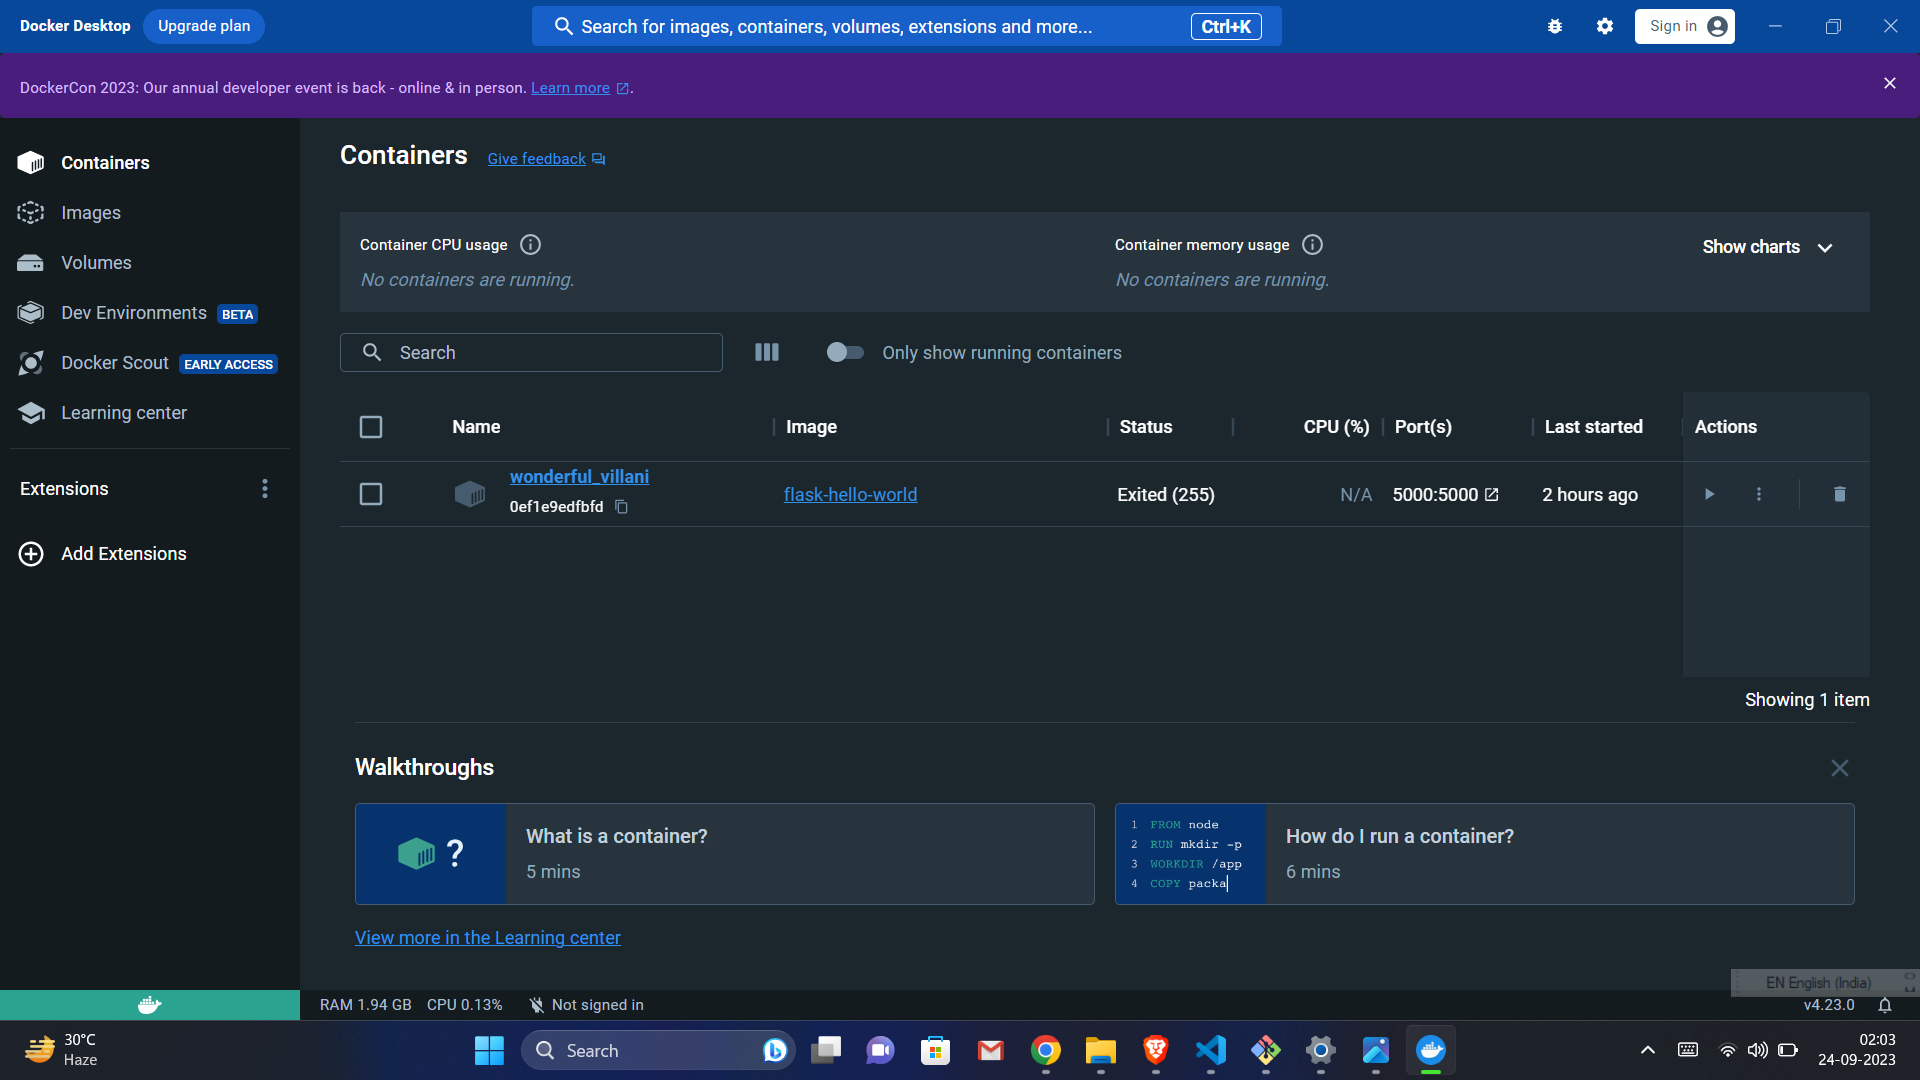 Docker Desktop
Upgrade plan
Search for images, containers, volumes, extensions and more...
Ctrl+K
Sign in
DockerCon 2023: Our annual developer event is back - online & in person. Learn more .
Containers
Images
Volumes
Dev Environments BETA
Docker Scout EARLY ACCESS
Learning center
Extensions
Add Extensions
Containers Give feedback
Container CPU usage
No containers are running.
Container memory usage
No containers are running.
Show charts
Search
Only show running containers
Name Image Status CPU (%) Port(s) Last started Actions
wonderful_villani
0ef1e9edfbfd
flask-hello-world
Exited (255)
N/A
5000:5000
2 hours ago
Showing 1 item
Walkthroughs
?
What is a container?
5 mins
1 FROM node
2 RUN mkdir -p
3 WORKDIR /app
4 COPY packa
How do I run a container?
6 mins
View more in the Learning center
EN English (India)
RAM 1.94 GB CPU 0.13% Not signed in
v4.23.0
30°C
Haze
Search
02:03
24-09-2023